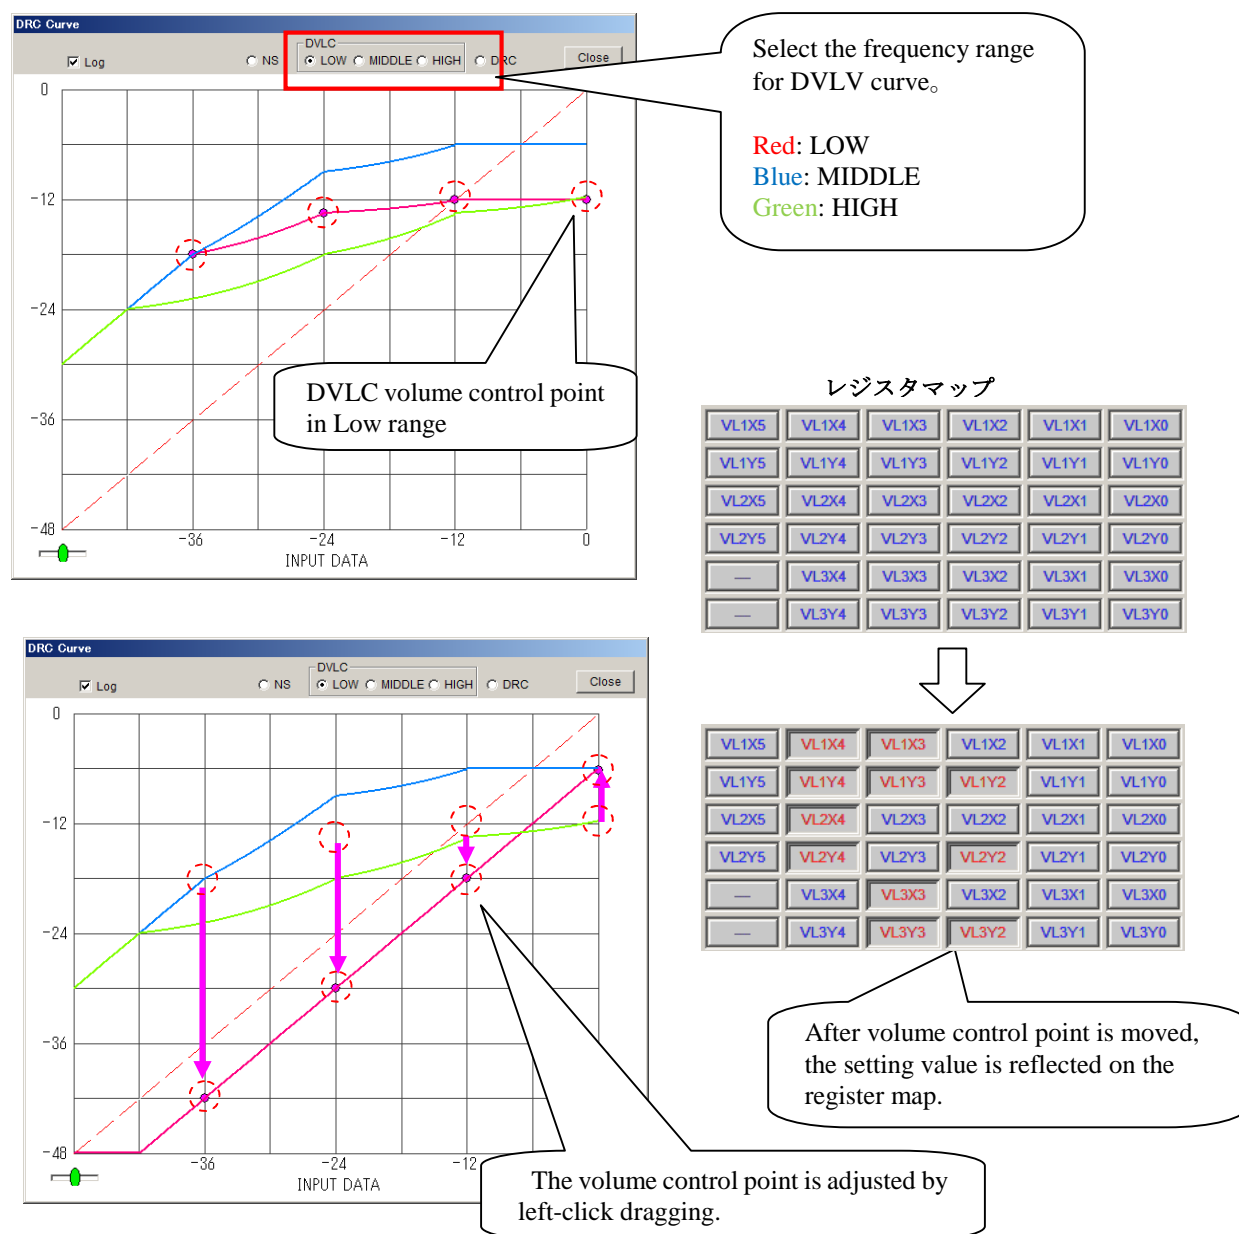 DRC Curve
Log
NS
DVLC
LOW MIDDLE HIGH
DRC
Close
0
-12
-24
-36
-48
-36 -24 -12 0
INPUT DATA
Select the frequency range
for DVLV curve。
Red: LOW
Blue: MIDDLE
Green: HIGH
DVLC volume control point
in Low range
レジスタマップ
VL1X5 VL1X4 VL1X3 VL1X2 VL1X1 VL1X0
VL1Y5 VL1Y4 VL1Y3 VL1Y2 VL1Y1 VL1Y0
VL2X5 VL2X4 VL2X3 VL2X2 VL2X1 VL2X0
VL2Y5 VL2Y4 VL2Y3 VL2Y2 VL2Y1 VL2Y0
— VL3X4 VL3X3 VL3X2 VL3X1 VL3X0
— VL3Y4 VL3Y3 VL3Y2 VL3Y1 VL3Y0
DRC Curve
Log
NS
DVLC
LOW MIDDLE HIGH
DRC
Close
0
-12
-24
-36
-48
-36 -24 -12
INPUT DATA
VL1X5 VL1X4 VL1X3 VL1X2 VL1X1 VL1X0
VL1Y5 VL1Y4 VL1Y3 VL1Y2 VL1Y1 VL1Y0
VL2X5 VL2X4 VL2X3 VL2X2 VL2X1 VL2X0
VL2Y5 VL2Y4 VL2Y3 VL2Y2 VL2Y1 VL2Y0
— VL3X4 VL3X3 VL3X2 VL3X1 VL3X0
— VL3Y4 VL3Y3 VL3Y2 VL3Y1 VL3Y0
After volume control point is moved,
the setting value is reflected on the
register map.
The volume control point is adjusted by
left-click dragging.